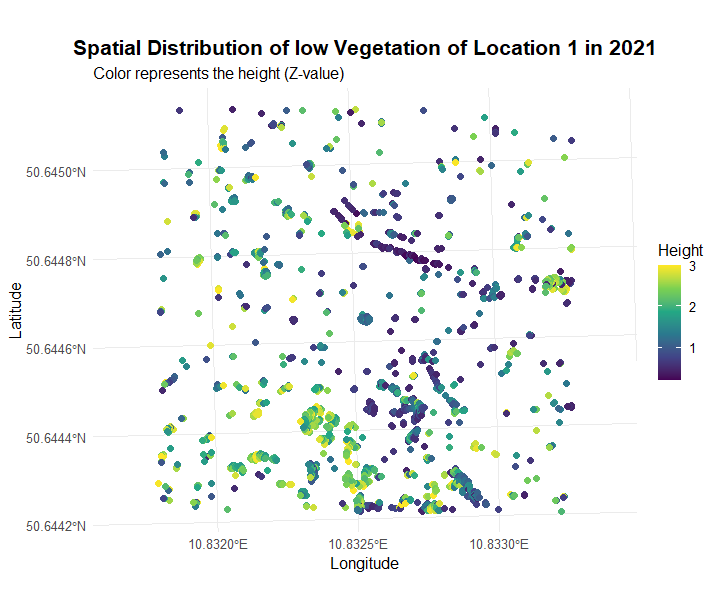 Spatial Distribution of low Vegetation of Location 1 in 2021
Color represents the height (Z-value)
50.6450°N
50.6448°N
50.6446°N
50.6444°N
50.6442°N
Latitude
10.8320°E
10.8325°E
10.8330°E
Longitude
Height
3
2
1